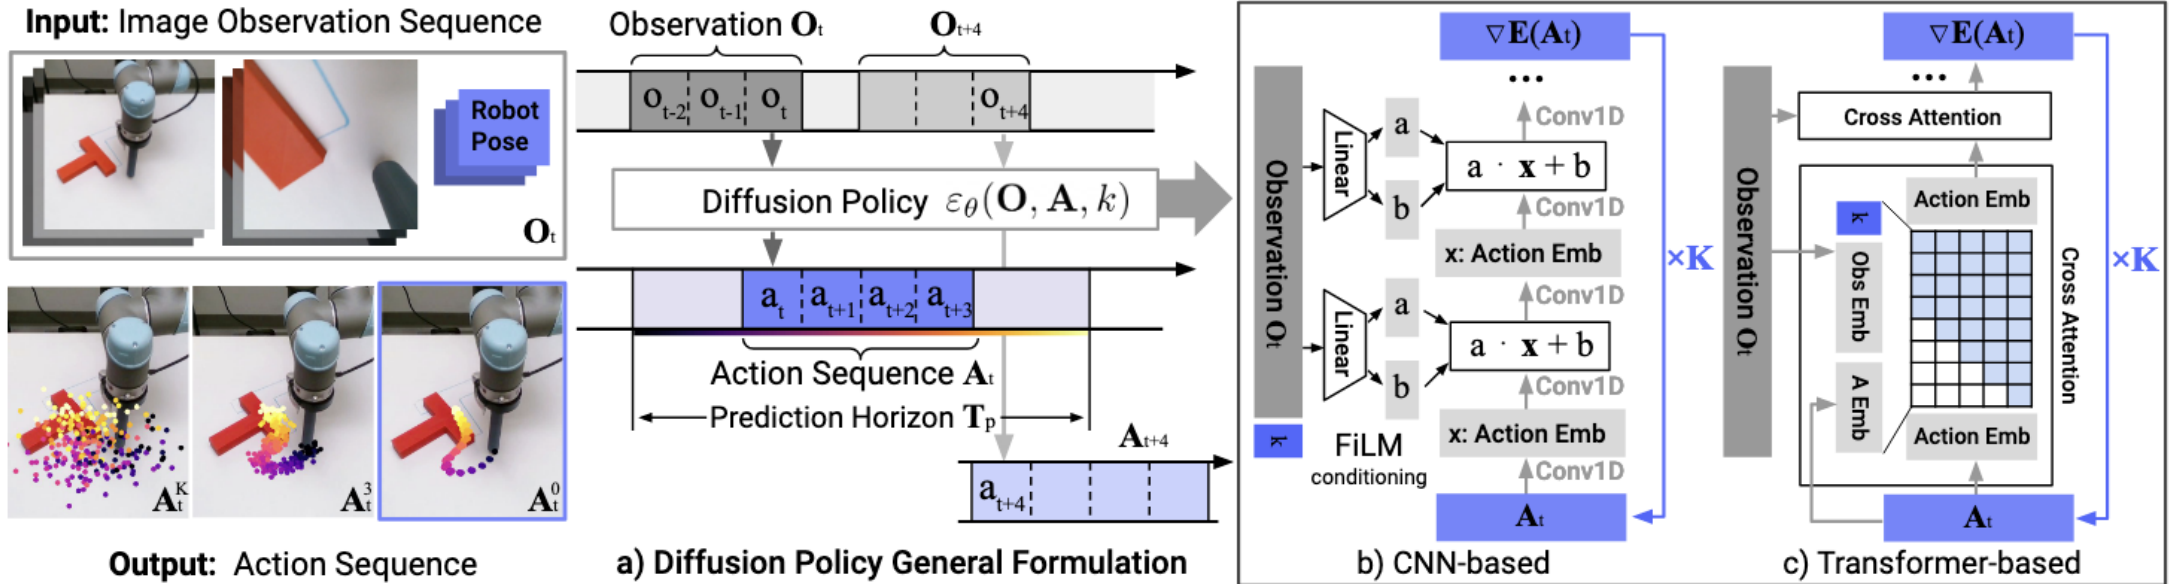 Input: Image Observation Sequence
Robot
Pose
Oₜ
Aₜᴷ
Aₜ³
Aₜ⁰
Output: Action Sequence
Observation Oₜ
Oₜ₊₄
oₜ₋₂
oₜ₋₁
oₜ
oₜ₊₄
Diffusion Policy εθ(O, A, k)
aₜ
aₜ₊₁
aₜ₊₂
aₜ₊₃
Action Sequence Aₜ
Prediction Horizon Tₚ
Aₜ₊₄
aₜ₊₄
a) Diffusion Policy General Formulation
∇E(Aₜ)
...
Conv1D
Observation Oₜ
Linear
a
b
a · x + b
Conv1D
x: Action Emb
×K
Conv1D
Linear
a
b
a · x + b
Conv1D
x: Action Emb
k
FiLM
conditioning
Conv1D
Aₜ
b) CNN-based
∇E(Aₜ)
...
Cross Attention
Observation Oₜ
Action Emb
k
Obs Emb
A Emb
Cross Attention
×K
Action Emb
Aₜ
c) Transformer-based